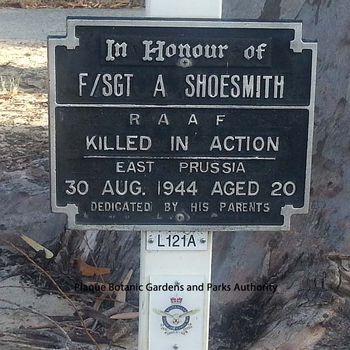 In Honour of
F/SGT A SHOESMITH
RAAF
KILLED IN ACTION
EAST PRUSSIA
30 AUG. 1944 AGED 20
DEDICATED BY HIS PARENTS
L121A
Plaque Botanic Gardens and Parks Authority